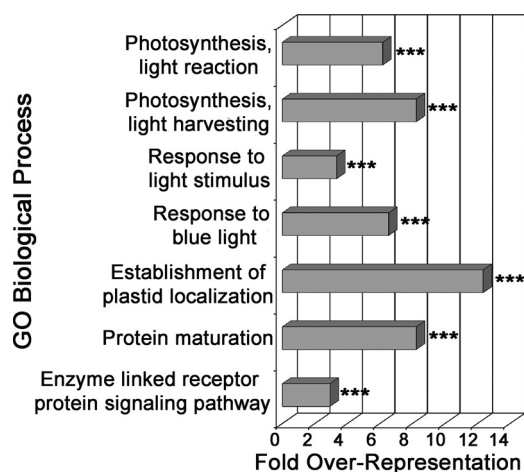 GO Biological Process
Photosynthesis,
light reaction
***
Photosynthesis,
light harvesting
***
Response to
light stimulus
***
Response to
blue light
***
Establishment of
plastid localization
***
Protein maturation
***
Enzyme linked receptor
protein signaling pathway
***
0 2 4 6 8 10 12 14
Fold Over-Representation